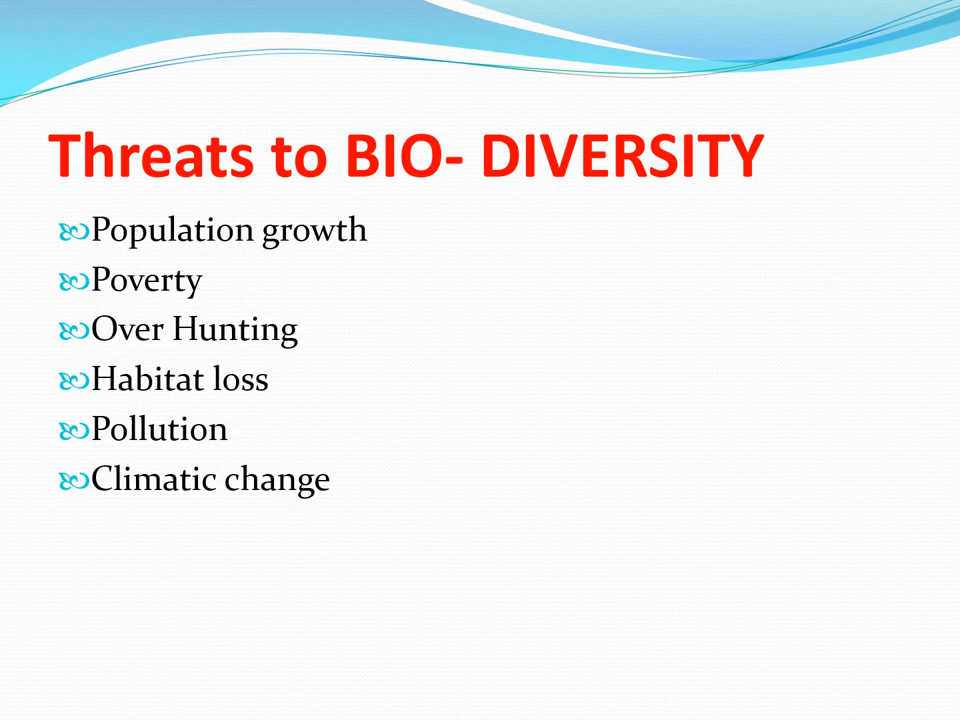 Threats to BIO- DIVERSITY
Population growth
Poverty
Over Hunting
Habitat loss
Pollution
Climatic change